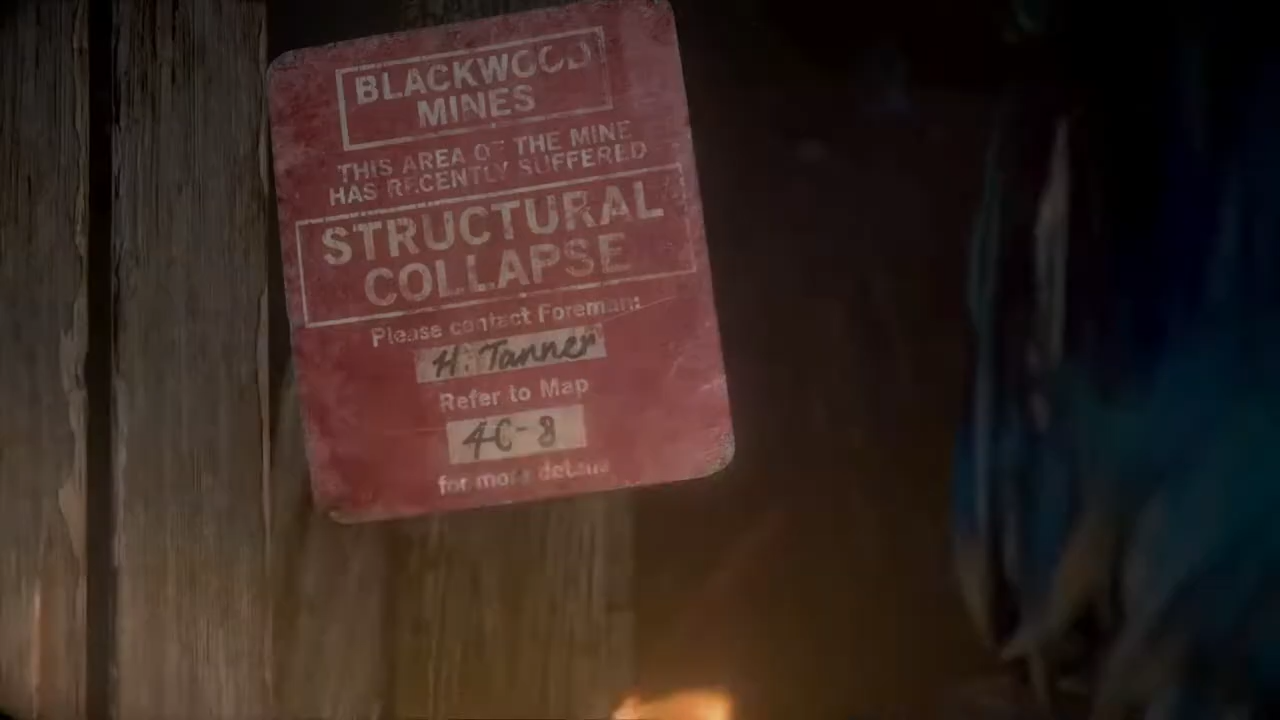 BLACKWOOD
MINES
THIS AREA OF THE MINE
HAS RECENTLY SUFFERED
STRUCTURAL
COLLAPSE
Please contact Foreman:
H. Tanner
Refer to Map
4C-8
for more details